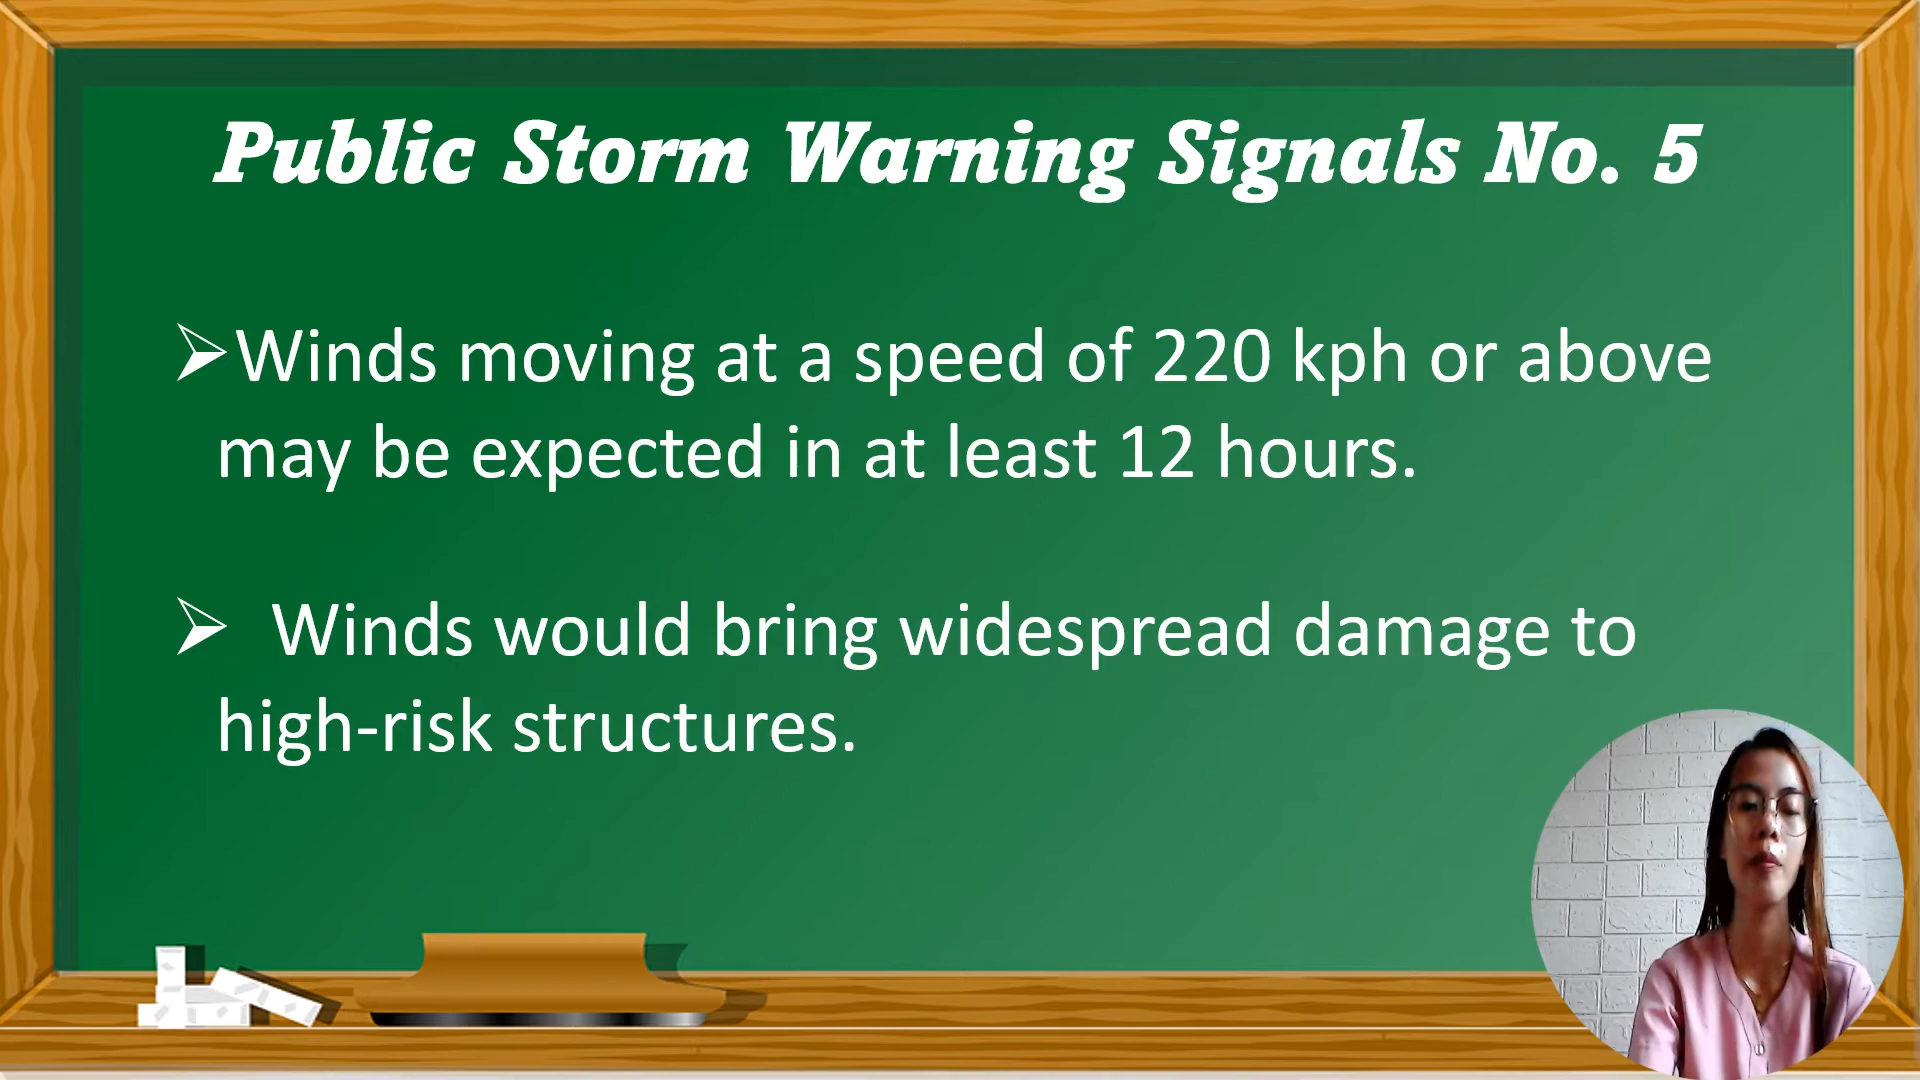 Public Storm Warning Signals No. 5
➢Winds moving at a speed of 220 kph or above
may be expected in at least 12 hours.
➢ Winds would bring widespread damage to
high-risk structures.